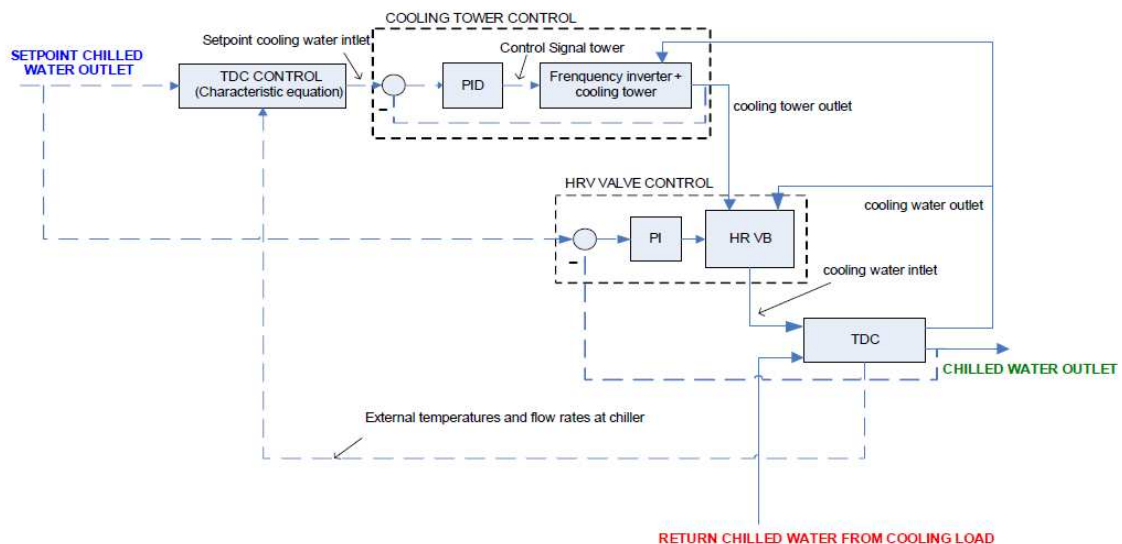 COOLING TOWER CONTROL
Setpoint cooling water intlet
Control Signal tower
SETPOINT CHILLED
WATER OUTLET
TDC CONTROL
(Characteristic equation)
PID
Frenquency inverter +
cooling tower
-
cooling tower outlet
HRV VALVE CONTROL
cooling water outlet
PI
HR VB
-
cooling water intlet
TDC
CHILLED WATER OUTLET
External temperatures and flow rates at chiller
RETURN CHILLED WATER FROM COOLING LOAD